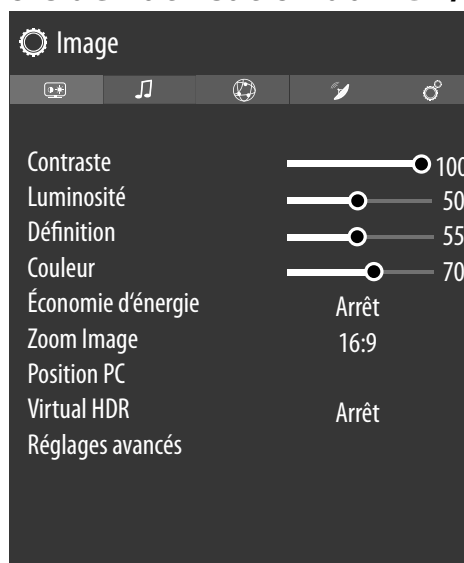 Image
Contraste 100
Luminosité 50
Définition 55
Couleur 70
Économie d‘énergie Arrêt
Zoom Image 16:9
Position PC
Virtual HDR Arrêt
Réglages avancés